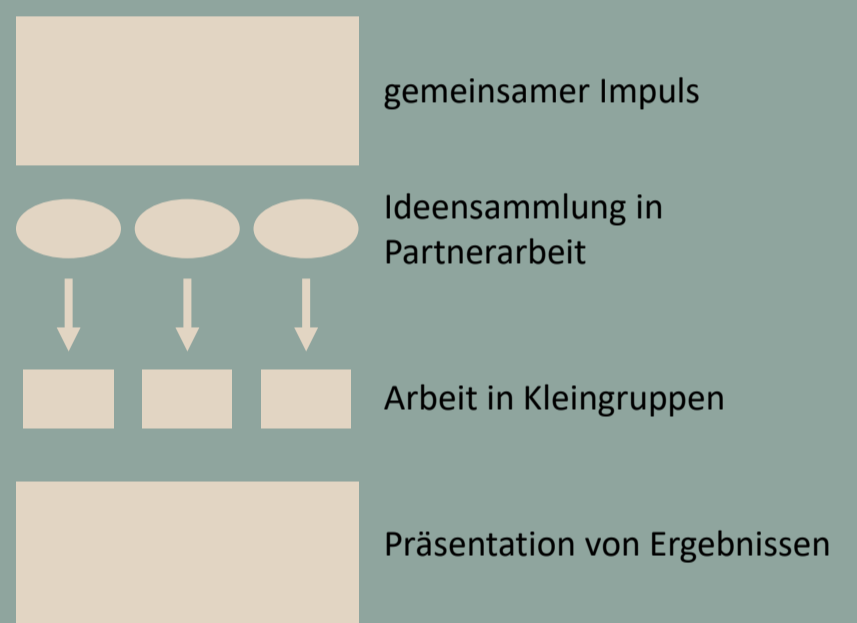 gemeinsamer Impuls
Ideensammlung in
Partnerarbeit
Arbeit in Kleingruppen
Präsentation von Ergebnissen